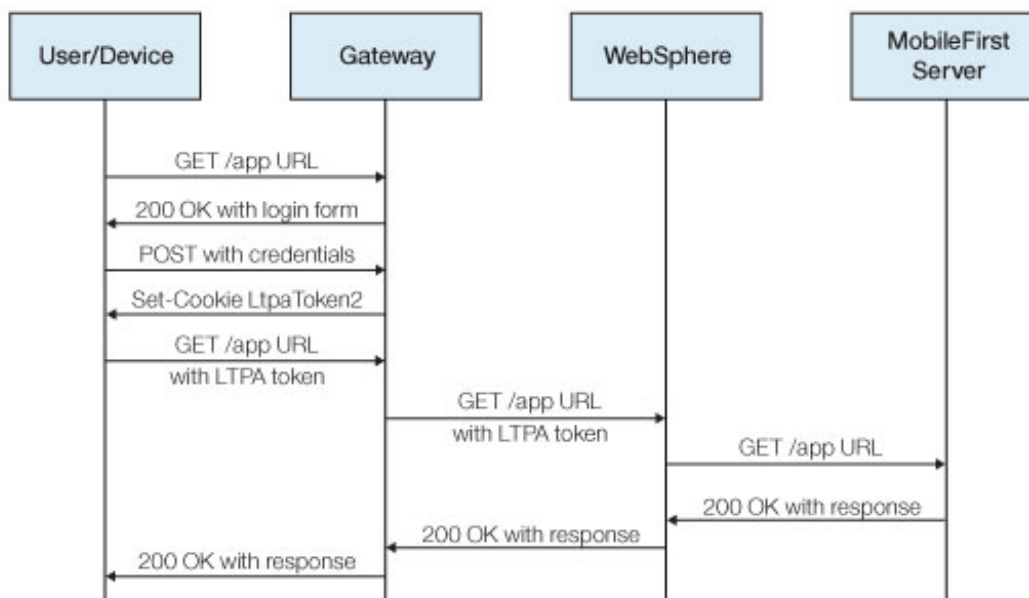 User/Device
Gateway
WebSphere
MobileFirst
Server
GET /app URL
200 OK with login form
POST with credentials
Set-Cookie LtpaToken2
GET /app URL
with LTPA token
GET /app URL
with LTPA token
GET /app URL
200 OK with response
200 OK with response
200 OK with response